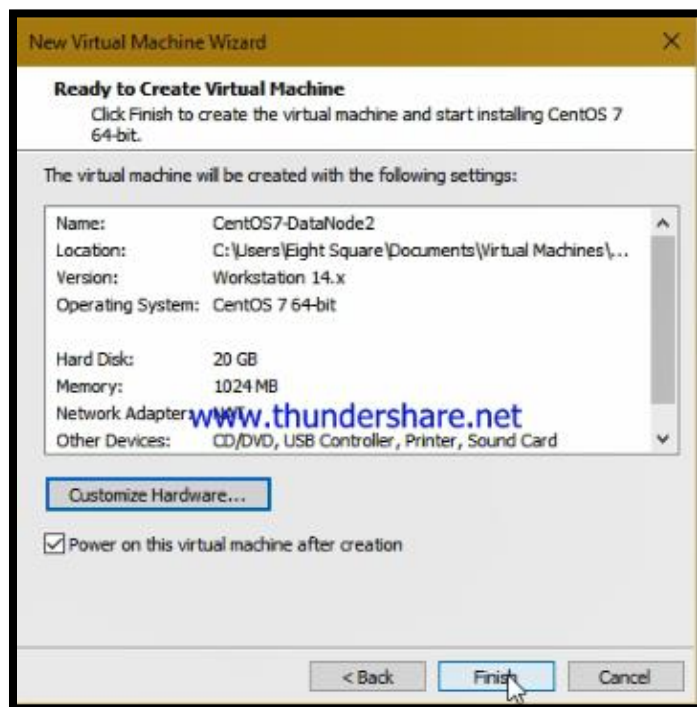 New Virtual Machine Wizard
Ready to Create Virtual Machine
Click Finish to create the virtual machine and start installing CentOS 7
64-bit.
The virtual machine will be created with the following settings:
Name: CentOS7-DataNode2
Location: C:\Users\Eight Square\Documents\Virtual Machines\...
Version: Workstation 14.x
Operating System: CentOS 7 64-bit
Hard Disk: 20 GB
Memory: 1024 MB
Network Adapter: www.thundershare.net
Other Devices: CD/DVD, USB Controller, Printer, Sound Card
Customize Hardware...
Power on this virtual machine after creation
< Back Finish Cancel